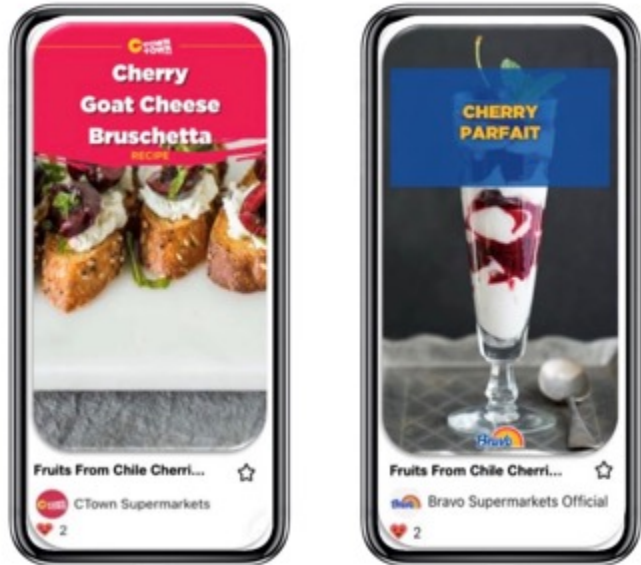 CTOWN
Cherry
Goat Cheese
Bruschetta
RECIPE
Fruits From Chile Cherri...
CTown Supermarkets
2
CHERRY
PARFAIT
Bravo
Fruits From Chile Cherri...
Bravo Supermarkets Official
2